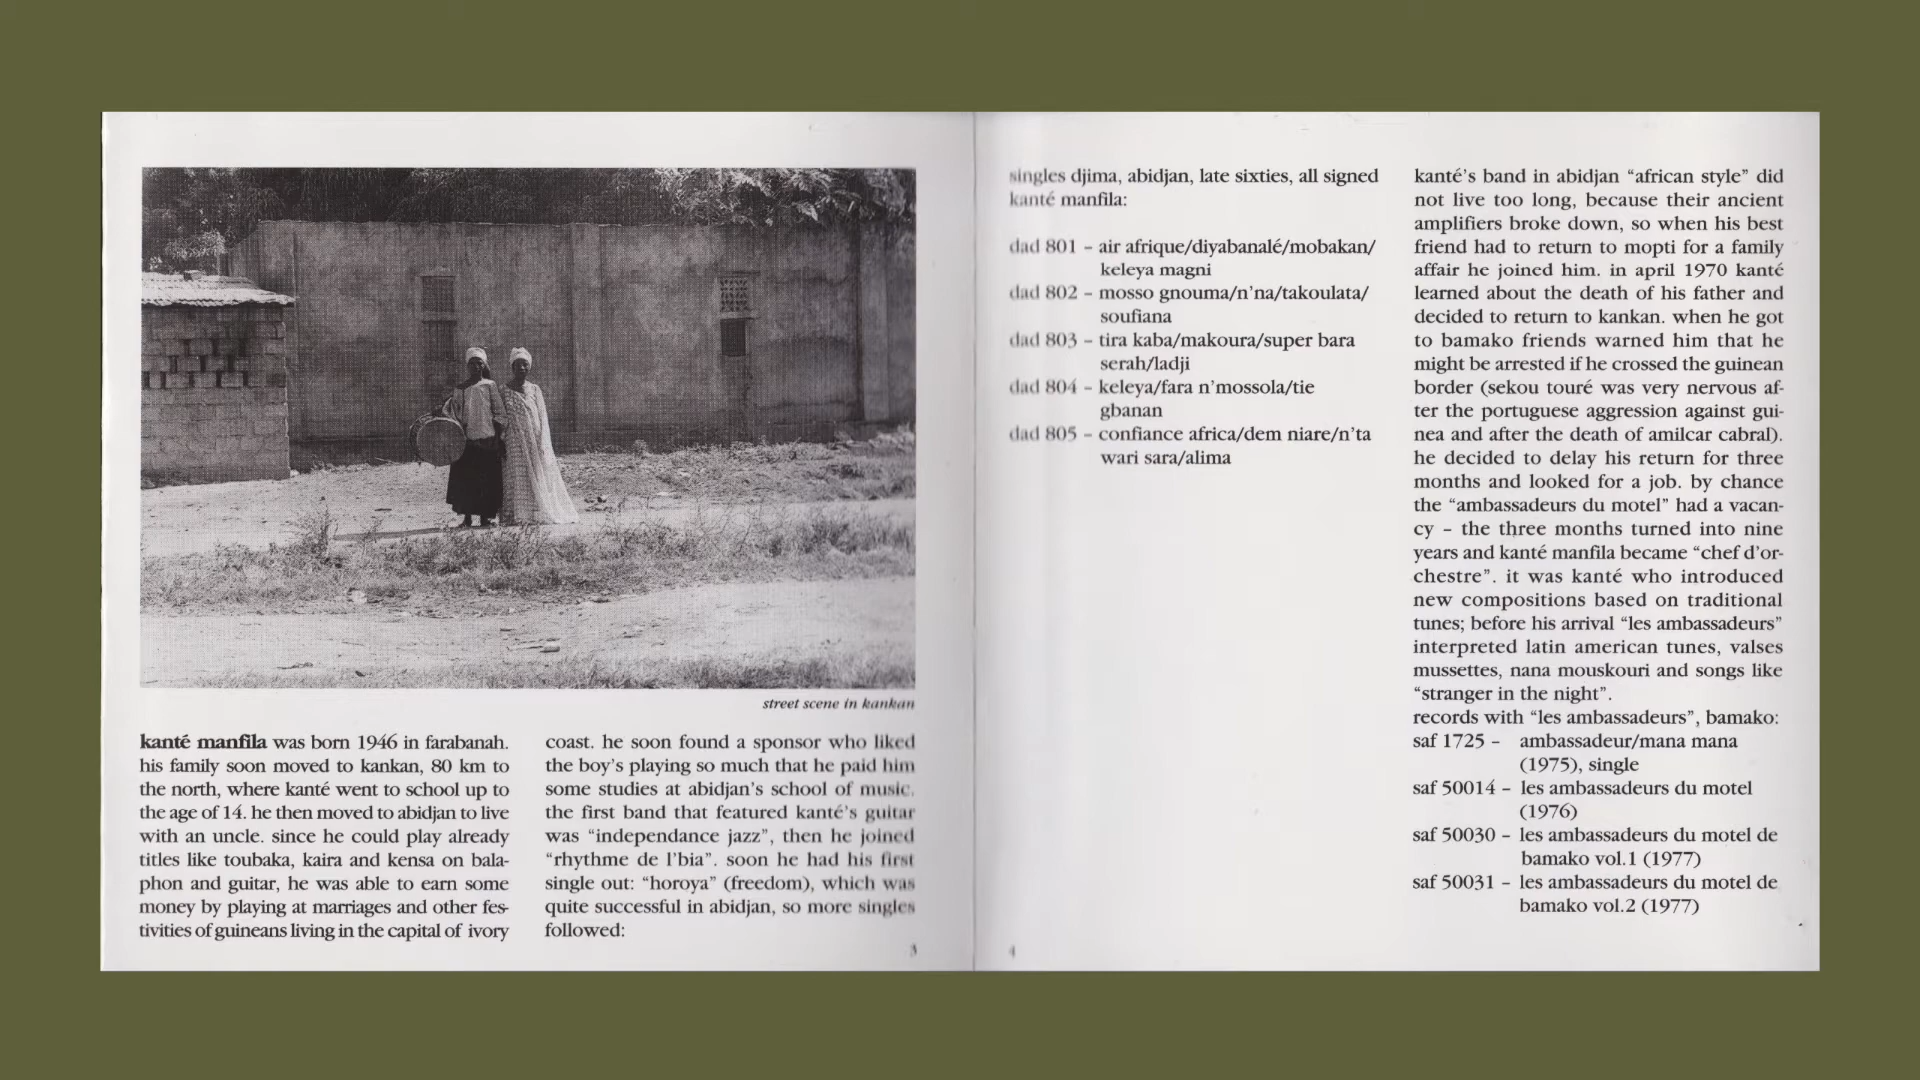 street scene in kankan
kanté manfila was born 1946 in farabanah.
his family soon moved to kankan, 80 km to
the north, where kanté went to school up to
the age of 14. he then moved to abidjan to live
with an uncle. since he could play already
titles like toubaka, kaira and kensa on bala-
phon and guitar, he was able to earn some
money by playing at marriages and other fes-
tivities of guineans living in the capital of ivory
coast. he soon found a sponsor who liked
the boy's playing so much that he paid him
some studies at abidjan's school of music.
the first band that featured kanté's guitar
was “independance jazz”, then he joined
“rhythme de l'bia”. soon he had his first
single out: “horoya” (freedom), which was
quite successful in abidjan, so more singles
followed:
3
singles djima, abidjan, late sixties, all signed
kanté manfila:
dad 801 – air afrique/diyabanalé/mobakan/
keleya magni
dad 802 – mosso gnouma/n'na/takoulata/
soufiana
dad 803 – tira kaba/makoura/super bara
serah/ladji
dad 804 – keleya/fara n'mossola/tie
gbanan
dad 805 – confiance africa/dem niare/n'ta
wari sara/alima
4
kanté's band in abidjan “african style” did
not live too long, because their ancient
amplifiers broke down, so when his best
friend had to return to mopti for a family
affair he joined him. in april 1970 kanté
learned about the death of his father and
decided to return to kankan. when he got
to bamako friends warned him that he
might be arrested if he crossed the guinean
border (sekou touré was very nervous af-
ter the portuguese aggression against gui-
nea and after the death of amilcar cabral).
he decided to delay his return for three
months and looked for a job. by chance
the “ambassadeurs du motel” had a vacan-
cy – the three months turned into nine
years and kanté manfila became “chef d'or-
chestre”. it was kanté who introduced
new compositions based on traditional
tunes; before his arrival “les ambassadeurs”
interpreted latin american tunes, valses
mussettes, nana mouskouri and songs like
“stranger in the night”.
records with “les ambassadeurs”, bamako:
saf 1725 – ambassadeur/mana mana
(1975), single
saf 50014 – les ambassadeurs du motel
(1976)
saf 50030 – les ambassadeurs du motel de
bamako vol.1 (1977)
saf 50031 – les ambassadeurs du motel de
bamako vol.2 (1977)